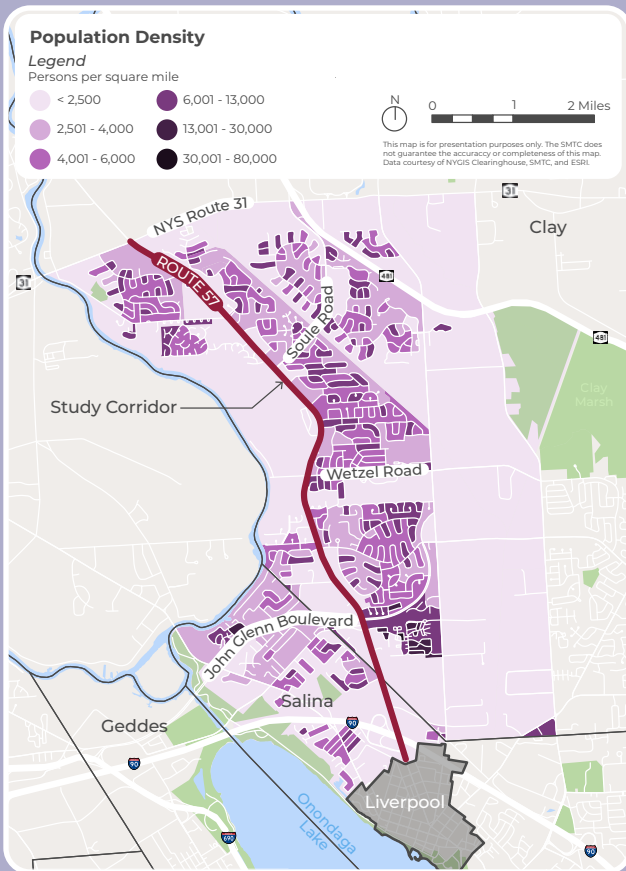 Population Density
Legend
Persons per square mile
< 2,500
2,501 - 4,000
4,001 - 6,000
6,001 - 13,000
13,001 - 30,000
30,001 - 80,000
N
0 1 2 Miles
This map is for presentation purposes only. The SMTC does
not guarantee the accuraccy or completeness of this map.
Data courtesy of NYGIS Clearinghouse, SMTC, and ESRI.
31
NYS Route 31
Clay
ROUTE 57
481
31
Soule Road
481
Clay
Marsh
Study Corridor
Wetzel Road
John Glenn Boulevard
Salina
Geddes
90
90
Liverpool
Onondaga
Lake
690
90